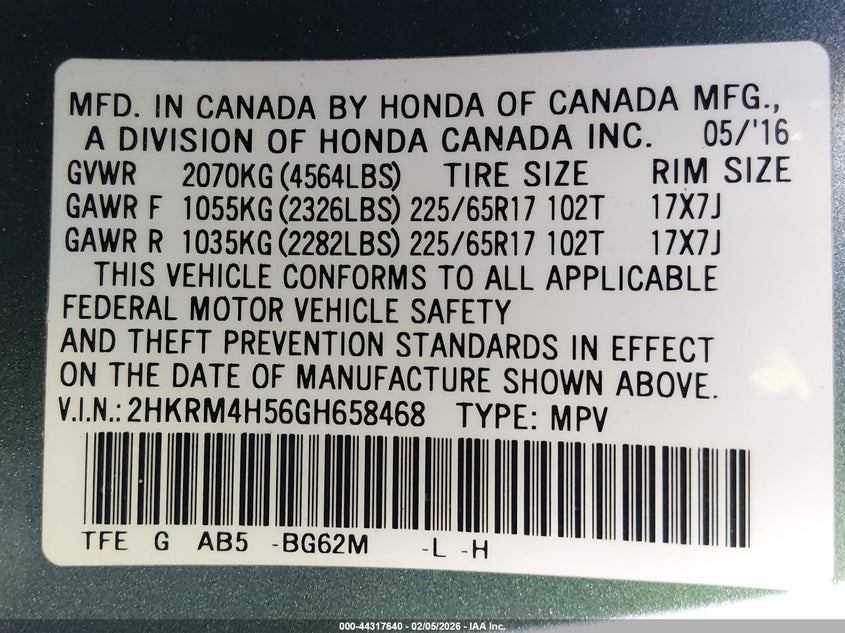 MFD. IN CANADA BY HONDA OF CANADA MFG.,
A DIVISION OF HONDA CANADA INC. 05/'16
GVWR 2070KG (4564LBS) TIRE SIZE RIM SIZE
GAWR F 1055KG (2326LBS) 225/65R17 102T 17X7J
GAWR R 1035KG (2282LBS) 225/65R17 102T 17X7J
THIS VEHICLE CONFORMS TO ALL APPLICABLE
FEDERAL MOTOR VEHICLE SAFETY
AND THEFT PREVENTION STANDARDS IN EFFECT
ON THE DATE OF MANUFACTURE SHOWN ABOVE.
V.I.N.: 2HKRM4H56GH658468 TYPE: MPV
TFE G AB5 -BG62M -L -H
000-44317640 - 02/05/2026 - IAA Inc.